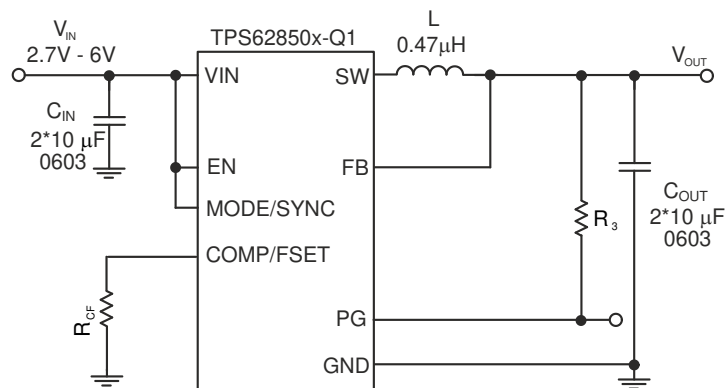 TPS62850x-Q1
L
0.47μH
V_IN
2.7V - 6V
V_OUT
VIN
SW
C_IN
2*10 μF
0603
EN
FB
MODE/SYNC
C_OUT
2*10 μF
0603
R_3
COMP/FSET
R_CF
PG
GND